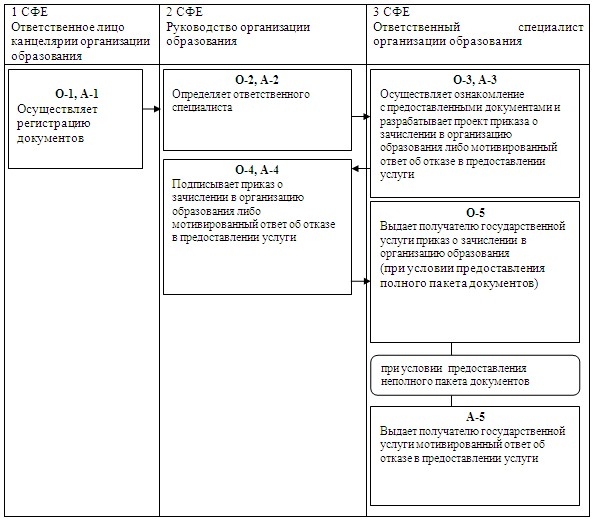 1 СФЕ
Ответственное лицо
канцелярии организации
образования
2 СФЕ
Руководство организации
образования
3 СФЕ
Ответственный специалист
организации образования
О-1, А-1
Осуществляет
регистрацию
документов
О-2, А-2
Определяет ответственного
специалиста
О-3, А-3
Осуществляет ознакомление
с предоставленными документами и
разрабатывает проект приказа о
зачислении в организацию
образования либо мотивированный
ответ об отказе в предоставлении
услуги
О-4, А-4
Подписывает приказ о
зачислении в организацию
образования либо
мотивированный ответ об отказе
в предоставлении услуги
О-5
Выдает получателю государственной
услуги приказ о зачислении в
организацию образования
(при условии предоставления
полного пакета документов)
при условии предоставления
неполного пакета документов
А-5
Выдает получателю государственной
услуги мотивированный ответ об
отказе в предоставлении услуги